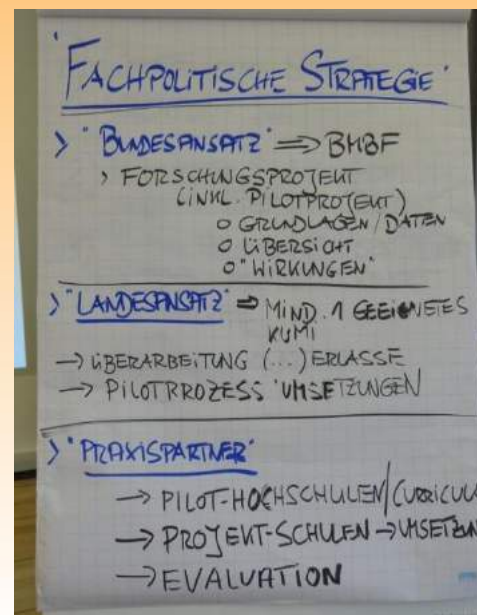 'FACHPOLITISCHE STRATEGIE'
> "BUNDESANSATZ" => BMBF
> FORSCHUNGSPROJEKT
(INKL. PILOTPROJEKT)
o GRUNDLAGEN/DATEN
o ÜBERSICHT
o "WIRKUNGEN"
> "LANDESANSATZ" => MIND. 1 GEEIGNETES
KUMI
-> ÜBERARBEITUNG (...) ERLASSE
-> PILOTPROZESS 'UMSETZUNGEN
> "PRAXISPARTNER"
-> PILOT-HOCHSCHULEN/CURRICUL
-> PROJEKT-SCHULEN -> UMSETZUN
-> EVALUATION